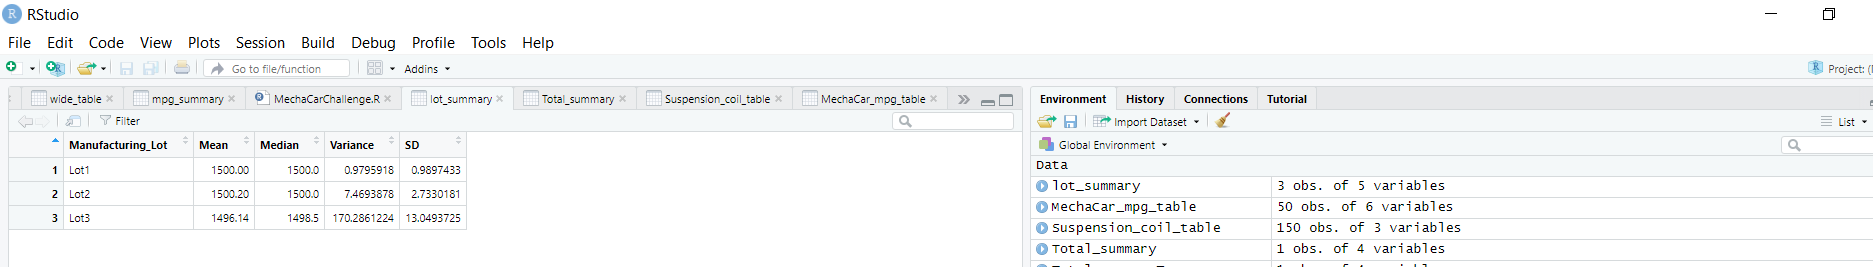 RStudio
File Edit Code View Plots Session Build Debug Profile Tools Help
Go to file/function Addins Project: (
wide_table mpg_summary MechaCarChallenge.R lot_summary Total_summary Suspension_coil_table MechaCar_mpg_table
Filter
Manufacturing_Lot Mean Median Variance SD
1 Lot1 1500.00 1500.0 0.9795918 0.9897433
2 Lot2 1500.20 1500.0 7.4693878 2.7330181
3 Lot3 1496.14 1498.5 170.2861224 13.0493725
Environment History Connections Tutorial
Import Dataset List
Global Environment
Data
lot_summary 3 obs. of 5 variables
MechaCar_mpg_table 50 obs. of 6 variables
Suspension_coil_table 150 obs. of 3 variables
Total_summary 1 obs. of 4 variables